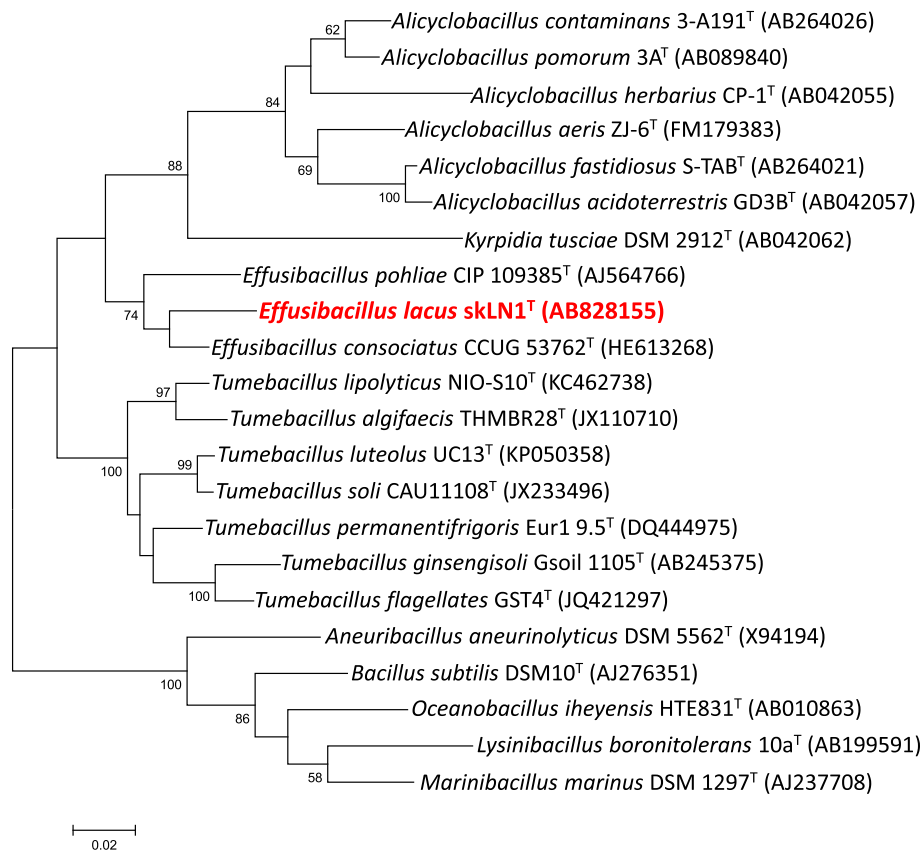 62
Alicyclobacillus contaminans 3-A191ᵀ (AB264026)
Alicyclobacillus pomorum 3Aᵀ (AB089840)
84
Alicyclobacillus herbarius CP-1ᵀ (AB042055)
Alicyclobacillus aeris ZJ-6ᵀ (FM179383)
88
69
Alicyclobacillus fastidiosus S-TABᵀ (AB264021)
100
Alicyclobacillus acidoterrestris GD3Bᵀ (AB042057)
Kyrpidia tusciae DSM 2912ᵀ (AB042062)
Effusibacillus pohliae CIP 109385ᵀ (AJ564766)
74
Effusibacillus lacus skLN1ᵀ (AB828155)
Effusibacillus consociatus CCUG 53762ᵀ (HE613268)
97
Tumebacillus lipolyticus NIO-S10ᵀ (KC462738)
Tumebacillus algifaecis THMBR28ᵀ (JX110710)
100
99
Tumebacillus luteolus UC13ᵀ (KP050358)
Tumebacillus soli CAU11108ᵀ (JX233496)
Tumebacillus permanentifrigoris Eur1 9.5ᵀ (DQ444975)
Tumebacillus ginsengisoli Gsoil 1105ᵀ (AB245375)
100
Tumebacillus flagellates GST4ᵀ (JQ421297)
Aneuribacillus aneurinolyticus DSM 5562ᵀ (X94194)
100
Bacillus subtilis DSM10ᵀ (AJ276351)
86
Oceanobacillus iheyensis HTE831ᵀ (AB010863)
Lysinibacillus boronitolerans 10aᵀ (AB199591)
58
Marinibacillus marinus DSM 1297ᵀ (AJ237708)
0.02